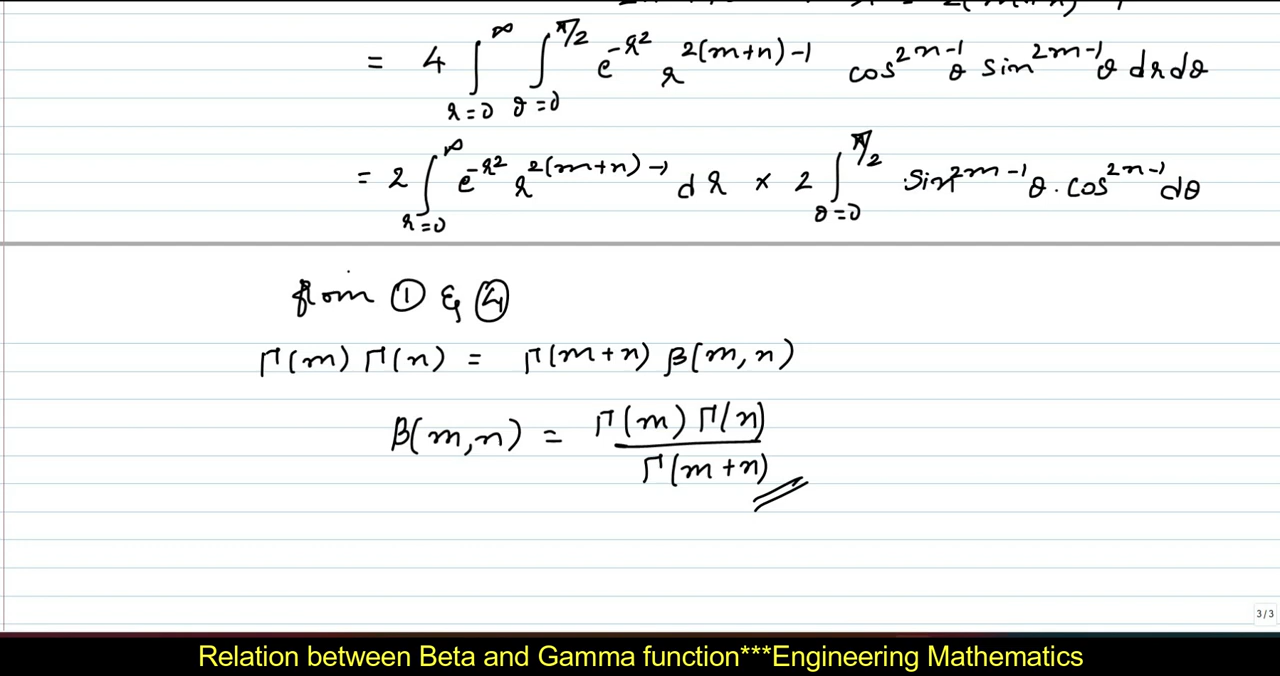 = 4 ∫_{r=0}^{∞} ∫_{θ=0}^{π/2} e^{-r²} r^{2(m+n)-1} cos^{2n-1}θ sin^{2m-1}θ dr dθ
= 2 ∫_{r=0}^{∞} e^{-r²} r^{2(m+n)-1} dr × 2 ∫_{θ=0}^{π/2} sin^{2m-1}θ · cos^{2n-1} dθ
from ① & ④
Γ(m) Γ(n) = Γ(m+n) β(m,n)
β(m,n) = Γ(m) Γ(n) / Γ(m+n)
3/3
Relation between Beta and Gamma function***Engineering Mathematics